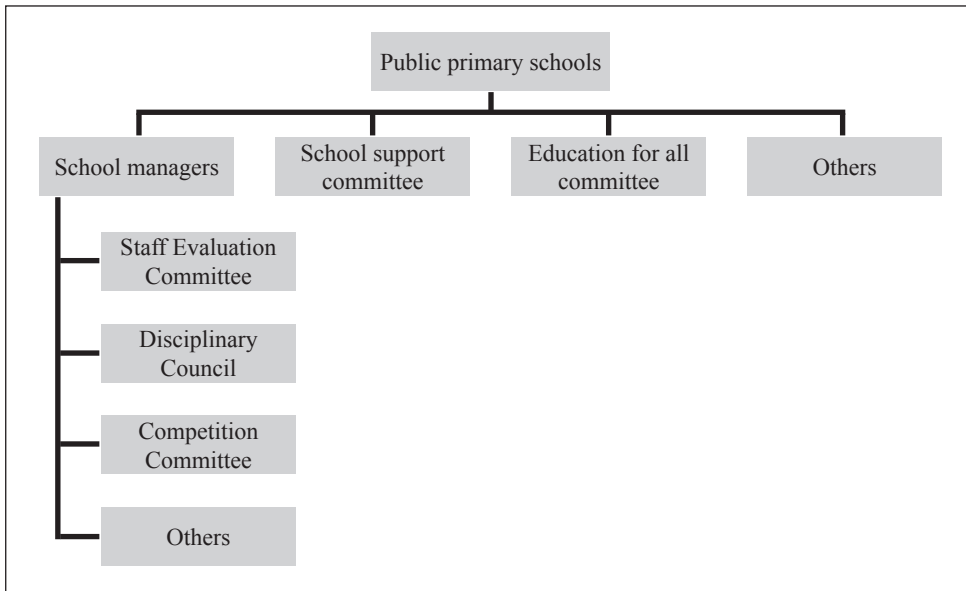 Public primary schools
School managers
School support
committee
Education for all
committee
Others
Staff Evaluation
Committee
Disciplinary
Council
Competition
Committee
Others